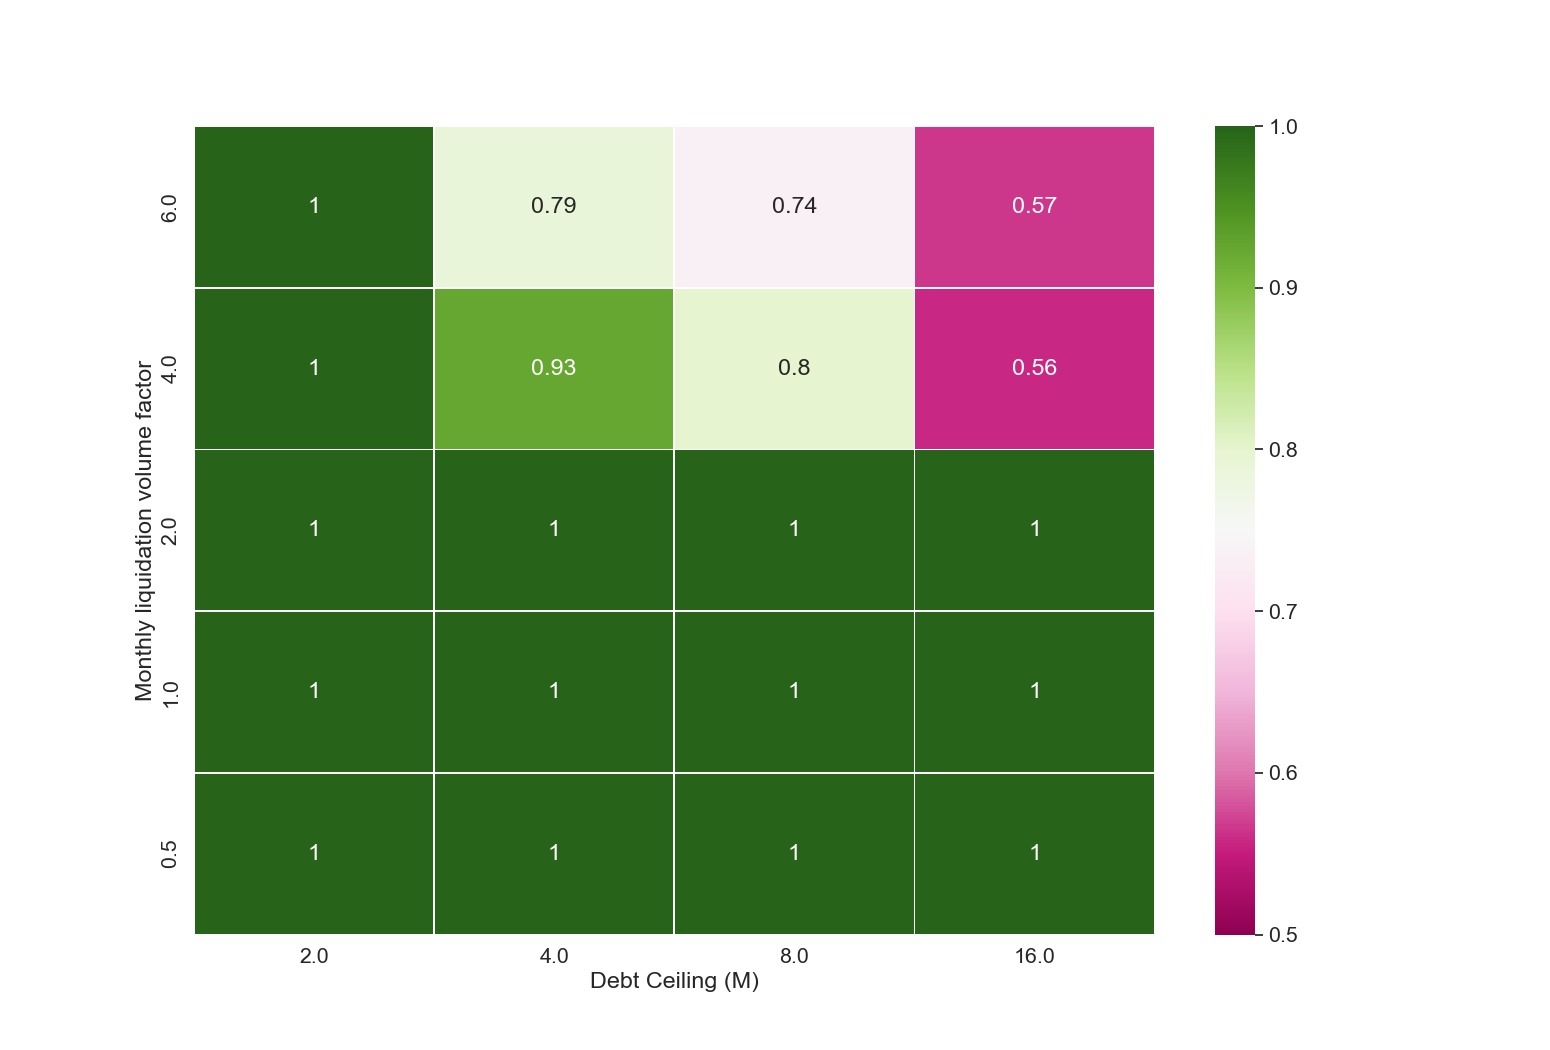 1.0
6.0 1 0.79 0.74 0.57
0.9
4.0 1 0.93 0.8 0.56
0.8
Monthly liquidation volume factor
2.0 1 1 1 1
0.7
1.0 1 1 1 1
0.6
0.5 1 1 1 1
0.5
2.0 4.0 8.0 16.0
Debt Ceiling (M)